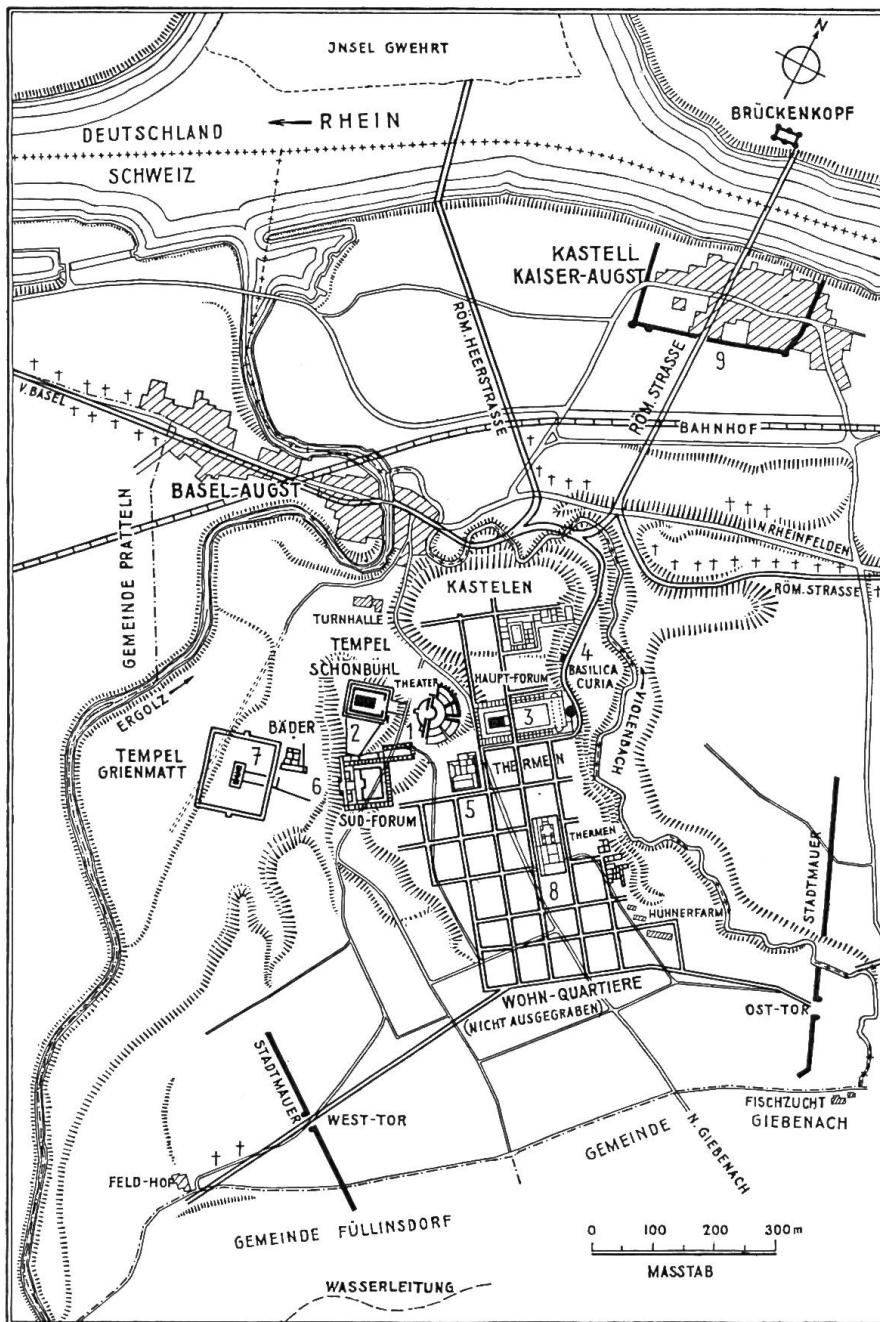 JNSEL GWEHRT
N
BRÜCKENKOPF
DEUTSCHLAND
RHEIN
SCHWEIZ
KASTELL
KAISER-AUGST
RÖM. HEERSTRASSE
RÖM. STRASSE
9
V. BASEL
BAHNHOF
BASEL-AUGST
GEMEINDE PRATTELN
N. RHEINFELDEN
RÖM. STRASSE
KASTELEN
TURNHALLE
TEMPEL
SCHÖNBÜHL
THEATER
HAUPT-FORUM
4
BASILICA
CURIA
VIOLENBACH
ERGOLZ
BÄDER
2
1
3
TEMPEL
GRIENMATT
7
6
THERMEN
5
SÜD-FORUM
THERMEN
8
HÜHNERFARM
STADTMAUER
WOHN-QUARTIERE
(NICHT AUSGEGRABEN)
OST-TOR
STADTMAUER
WEST-TOR
FISCHZUCHT
GIEBENACH
GEMEINDE
N. GIEBENACH
FELD-HOF
GEMEINDE FÜLLINSDORF
0 100 200 300 m
MASSTAB
WASSERLEITUNG